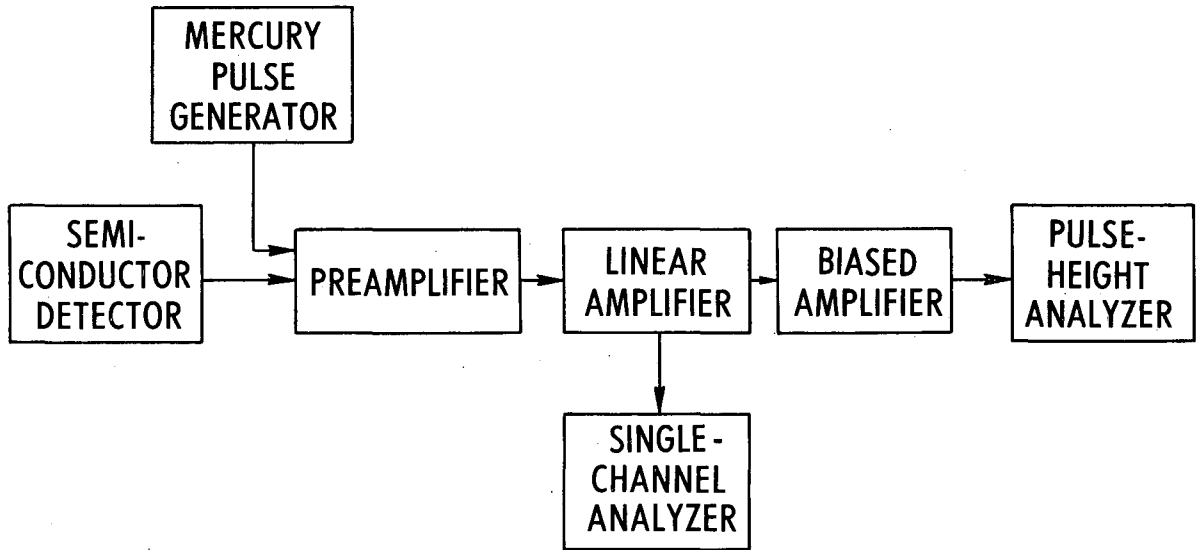 MERCURY
PULSE
GENERATOR
SEMI-
CONDUCTOR
DETECTOR
PREAMPLIFIER
LINEAR
AMPLIFIER
BIASED
AMPLIFIER
PULSE-
HEIGHT
ANALYZER
SINGLE-
CHANNEL
ANALYZER